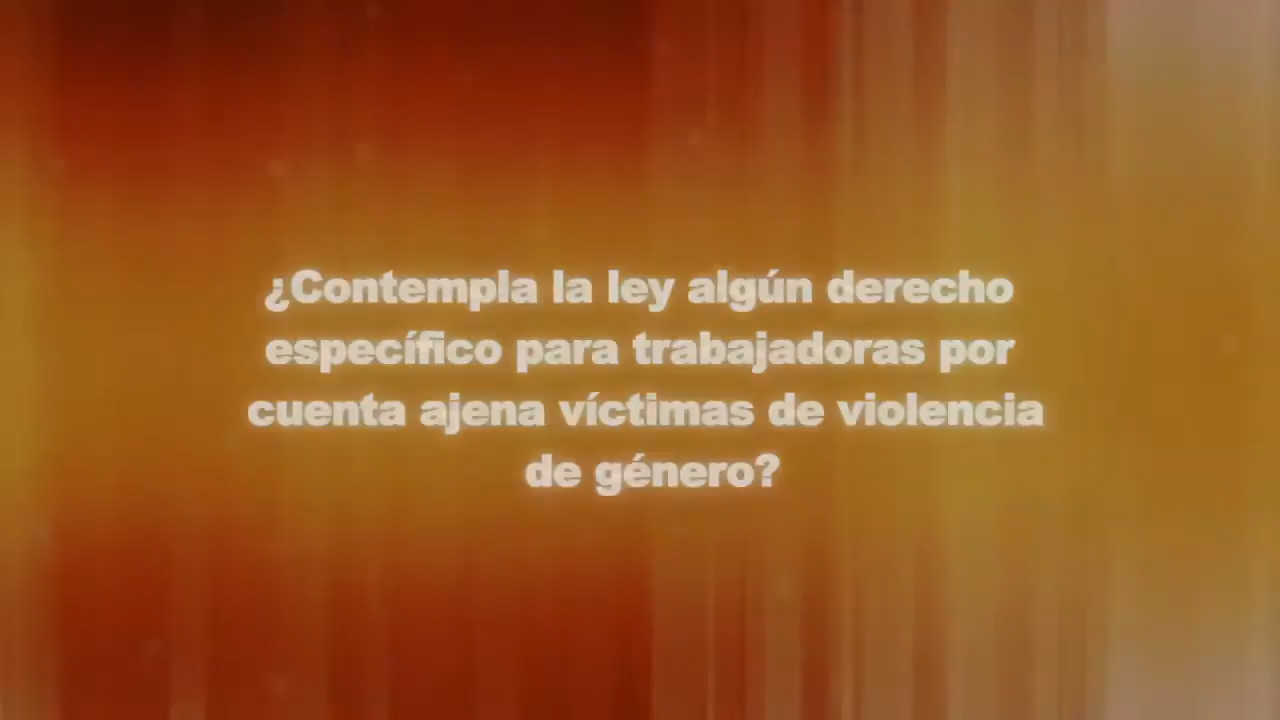 ¿Contempla la ley algún derecho
específico para trabajadoras por
cuenta ajena víctimas de violencia
de género?